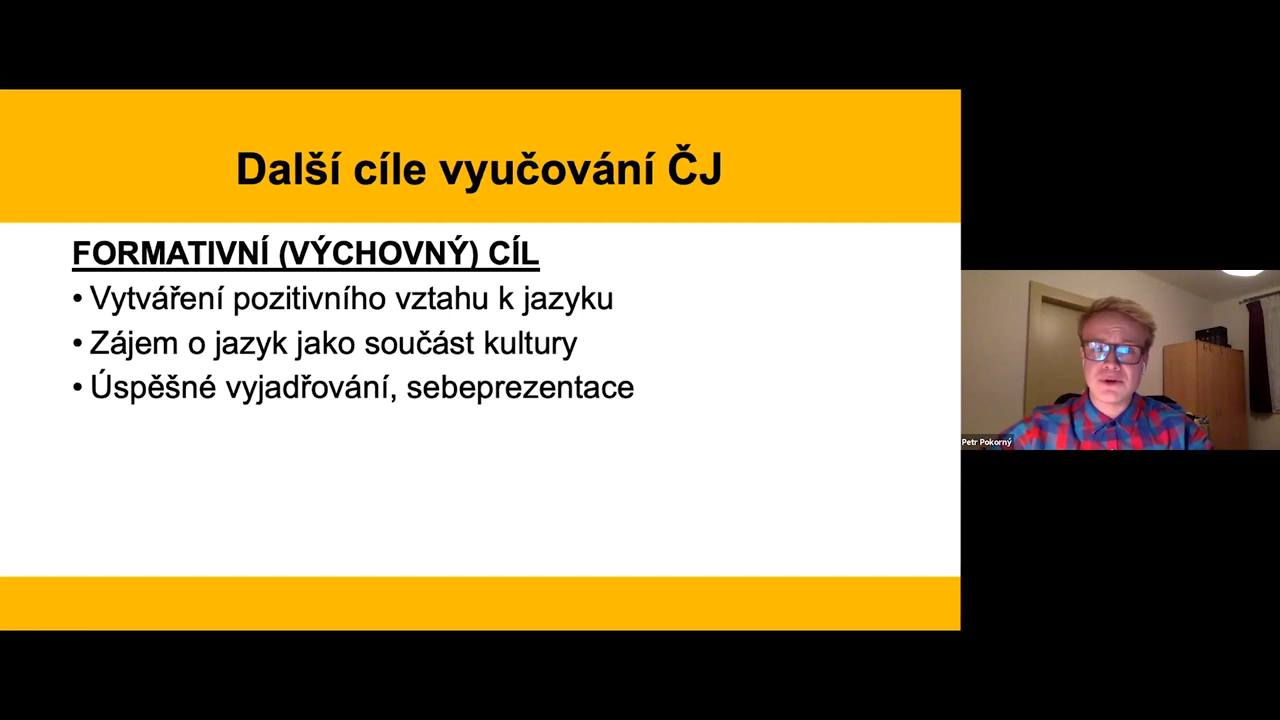 Další cíle vyučování ČJ
FORMATIVNÍ (VÝCHOVNÝ) CÍL
• Vytváření pozitivního vztahu k jazyku
• Zájem o jazyk jako součást kultury
• Úspěšné vyjadřování, sebeprezentace
Petr Pokorný